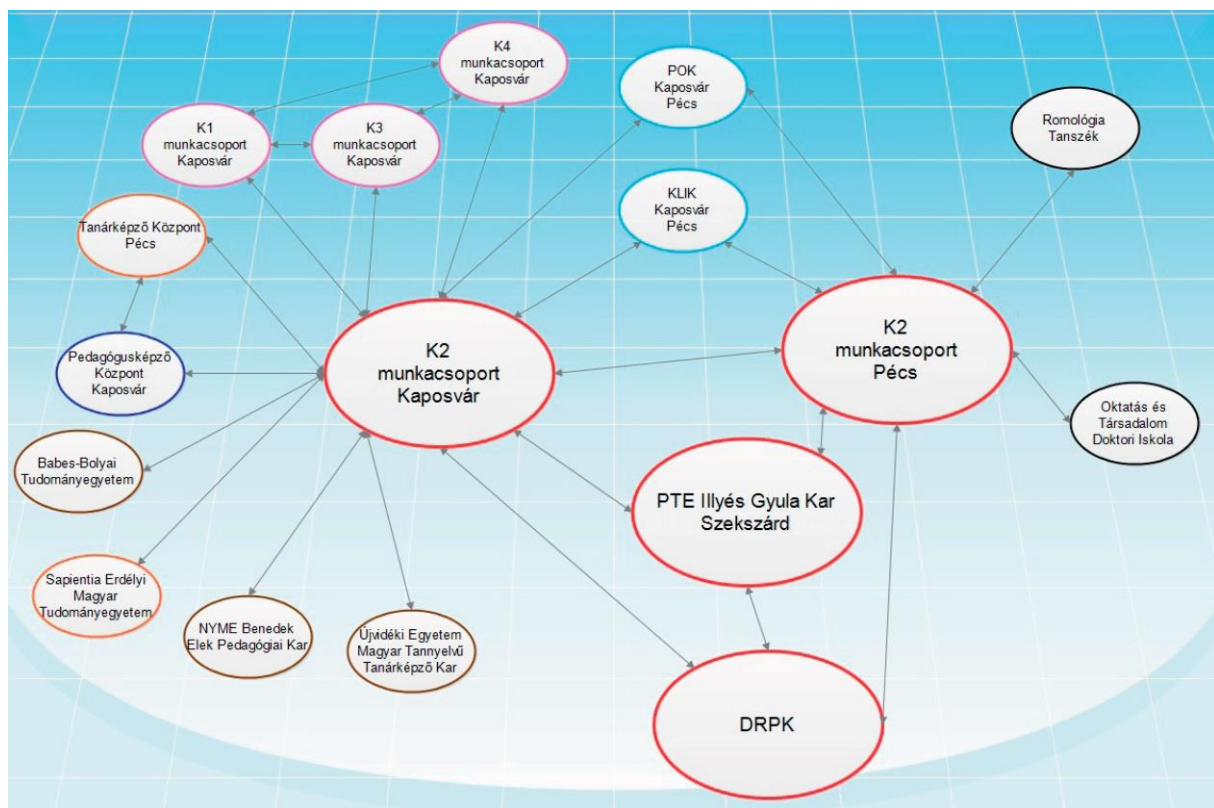 K4
munkacsoport
Kaposvár
POK
Kaposvár
Pécs
Romológia
Tanszék
K1
munkacsoport
Kaposvár
K3
munkacsoport
Kaposvár
KLIK
Kaposvár
Pécs
Tanárképző Központ
Pécs
K2
munkacsoport
Pécs
K2
munkacsoport
Kaposvár
Pedagógusképző
Központ
Kaposvár
Oktatás és
Társadalom
Doktori Iskola
Babes-Bolyai
Tudományegyetem
PTE Illyés Gyula Kar
Szekszárd
Sapientia Erdélyi
Magyar
Tudományegyetem
NYME Benedek
Elek Pedagógiai Kar
Újvidéki Egyetem
Magyar Tannyelvű
Tanárképző Kar
DRPK